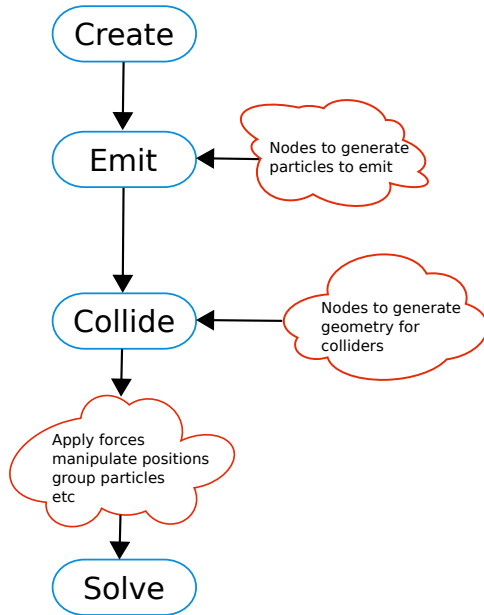 Create
Emit
Nodes to generate
particles to emit
Collide
Nodes to generate
geometry for
colliders
Apply forces
manipulate positions
group particles
etc
Solve